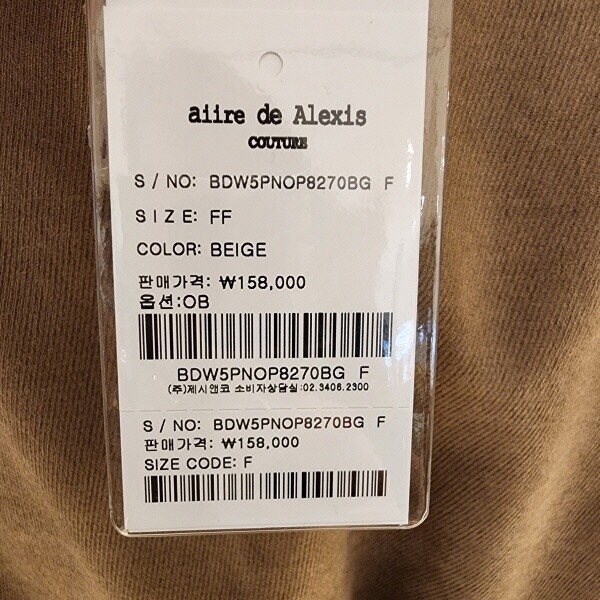 aiire de Alexis
COUTURE
S / NO: BDW5PNOP8270BG F
S I Z E: FF
COLOR: BEIGE
판매가격: ₩158,000
옵션:OB
BDW5PNOP8270BG F
(주)제시앤코 소비자상담실:02.3406.2300
S / NO: BDW5PNOP8270BG F
판매가격: ₩158,000
SIZE CODE: F